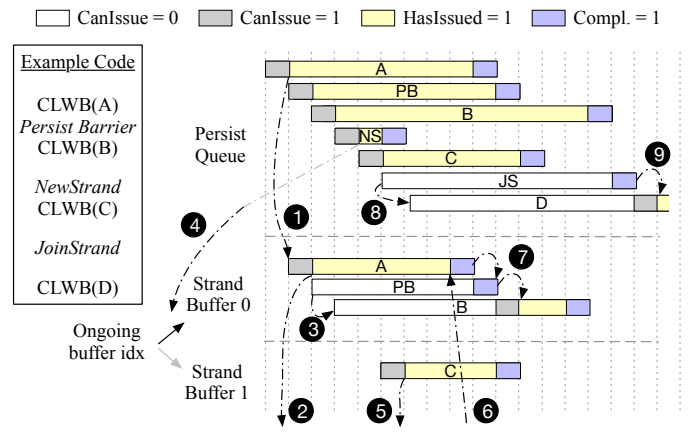 CanIssue = 0 CanIssue = 1 HasIssued = 1 Compl. = 1
Example Code
CLWB(A)
Persist Barrier
CLWB(B)
NewStrand
CLWB(C)
JoinStrand
CLWB(D)
Persist
Queue
A
PB
B
NS
C
JS
D
9
8
4
1
Strand
Buffer 0
A
PB
B
7
3
Ongoing
buffer idx
Strand
Buffer 1
C
2
5
6